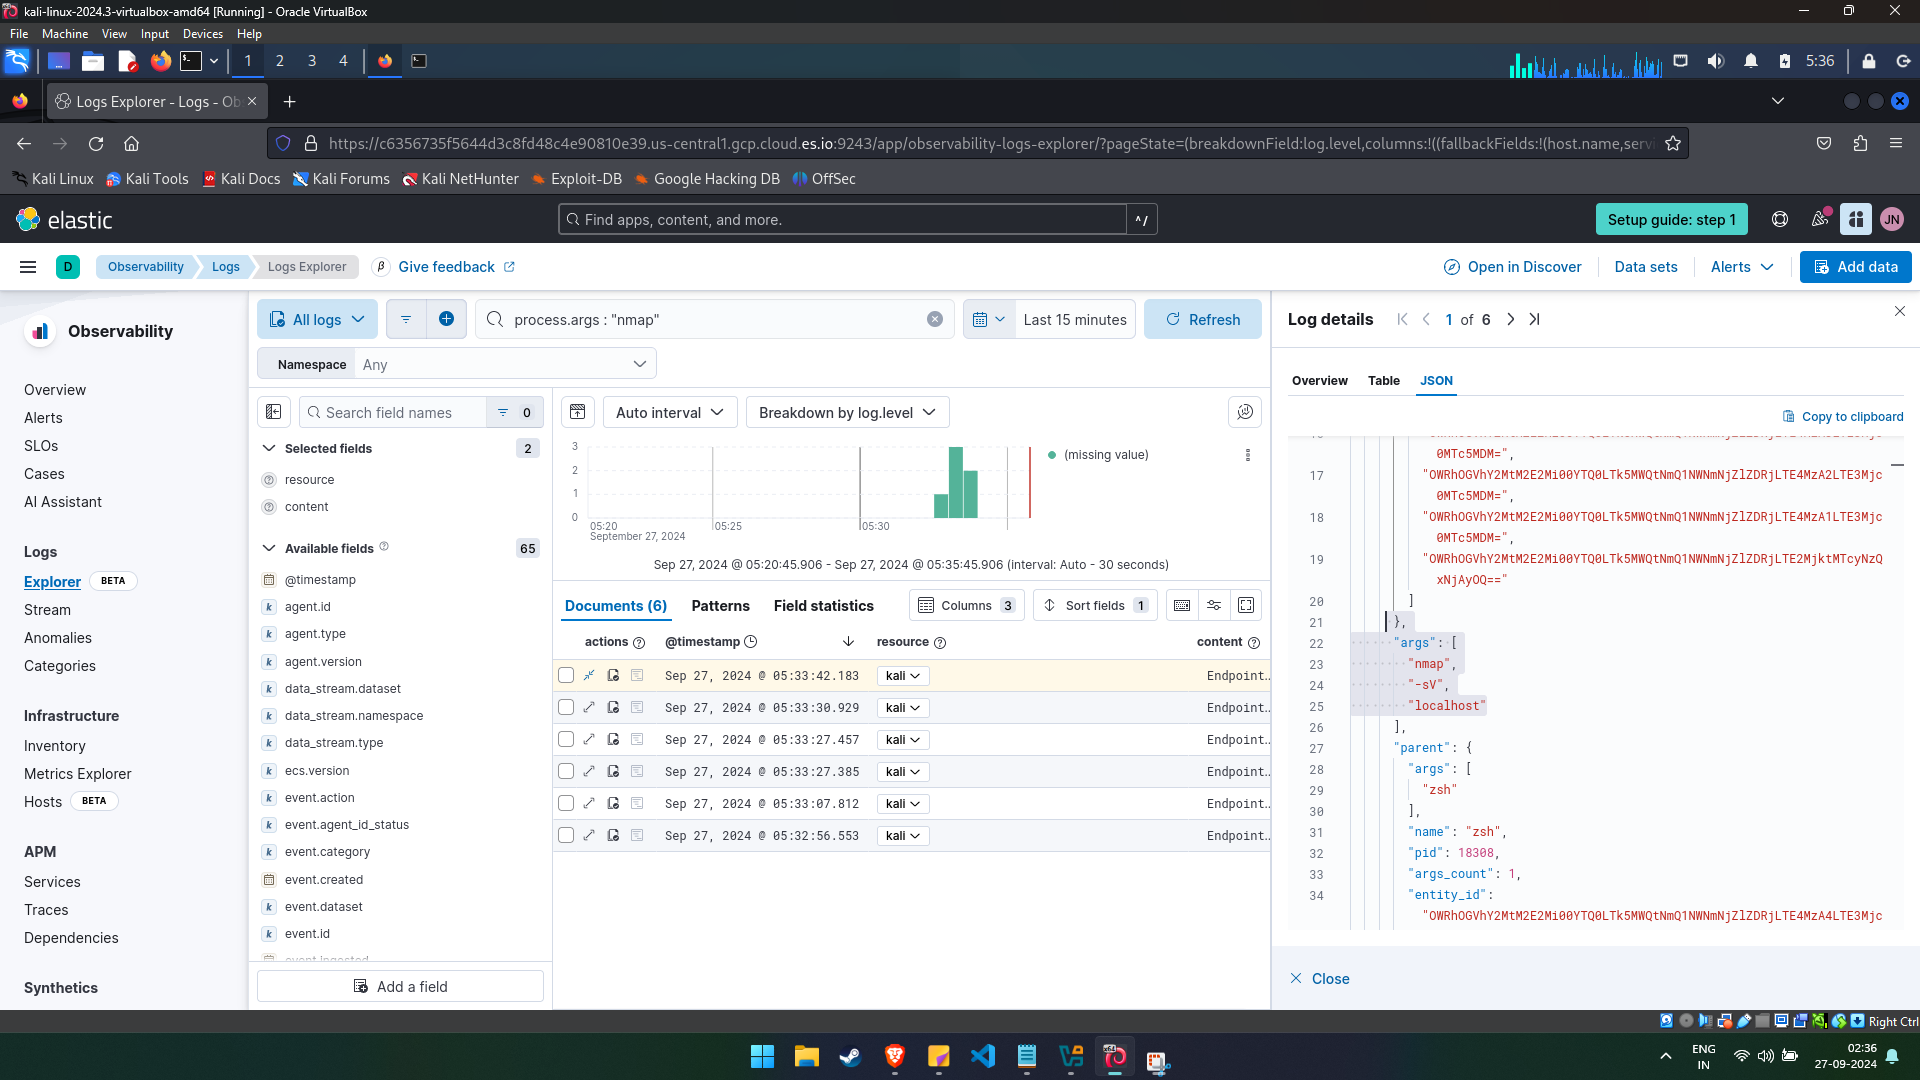 kali-linux-2024.3-virtualbox-amd64 [Running] - Oracle VirtualBox
File Machine View Input Devices Help
1 2 3 4 5:36
Logs Explorer - Logs - Ob
https://c6356735f5644d3c8fd48c4e90810e39.us-central1.gcp.cloud.es.io:9243/app/observability-logs-explorer/?pageState=(breakdownField:log.level,columns:!((fallbackFields:!(host.name,servi
Kali Linux Kali Tools Kali Docs Kali Forums Kali NetHunter Exploit-DB Google Hacking DB OffSec
elastic
Find apps, content, and more.
^/
Setup guide: step 1
JN
D
Observability Logs Logs Explorer β Give feedback
Open in Discover Data sets Alerts Add data
Observability
Overview
Alerts
SLOs
Cases
AI Assistant
Logs
Explorer BETA
Stream
Anomalies
Categories
Infrastructure
Inventory
Metrics Explorer
Hosts BETA
APM
Services
Traces
Dependencies
Synthetics
All logs
process.args : "nmap"
Last 15 minutes
Refresh
Namespace Any
Search field names 0
Selected fields 2
resource
content
Available fields 65
@timestamp
agent.id
agent.type
agent.version
data_stream.dataset
data_stream.namespace
data_stream.type
ecs.version
event.action
event.agent_id_status
event.category
event.created
event.dataset
event.id
event.ingested
Add a field
Auto interval
Breakdown by log.level
3
2
1
0
05:20 05:25 05:30
September 27, 2024
(missing value)
Sep 27, 2024 @ 05:20:45.906 - Sep 27, 2024 @ 05:35:45.906 (interval: Auto - 30 seconds)
Documents (6) Patterns Field statistics
Columns 3
Sort fields 1
actions @timestamp resource content
Sep 27, 2024 @ 05:33:42.183 kali Endpoint…
Sep 27, 2024 @ 05:33:30.929 kali Endpoint…
Sep 27, 2024 @ 05:33:27.457 kali Endpoint…
Sep 27, 2024 @ 05:33:27.385 kali Endpoint…
Sep 27, 2024 @ 05:33:07.812 kali Endpoint…
Sep 27, 2024 @ 05:32:56.553 kali Endpoint…
Log details 1 of 6
Overview Table JSON
Copy to clipboard
0MTc5MDM=",
17 "OWRhOGVhY2MtM2E2Mi00YTQ0LTk5MWQtNmQ1NWNmNjZlZDRjLTE4MzA2LTE3Mjc
0MTc5MDM=",
18 "OWRhOGVhY2MtM2E2Mi00YTQ0LTk5MWQtNmQ1NWNmNjZlZDRjLTE4MzA1LTE3Mjc
0MTc5MDM=",
19 "OWRhOGVhY2MtM2E2Mi00YTQ0LTk5MWQtNmQ1NWNmNjZlZDRjLTE2MjktMTcyNzQ
xNjAyOQ=="
20 ]
21 },
22 "args": [
23 "nmap",
24 "-sV",
25 "localhost"
26 ],
27 "parent": {
28 "args": [
29 "zsh"
30 ],
31 "name": "zsh",
32 "pid": 18308,
33 "args_count": 1,
34 "entity_id":
"OWRhOGVhY2MtM2E2Mi00YTQ0LTk5MWQtNmQ1NWNmNjZlZDRjLTE4MzA4LTE3Mjc
Close
Right Ctrl
ENG
IN
02:36
27-09-2024